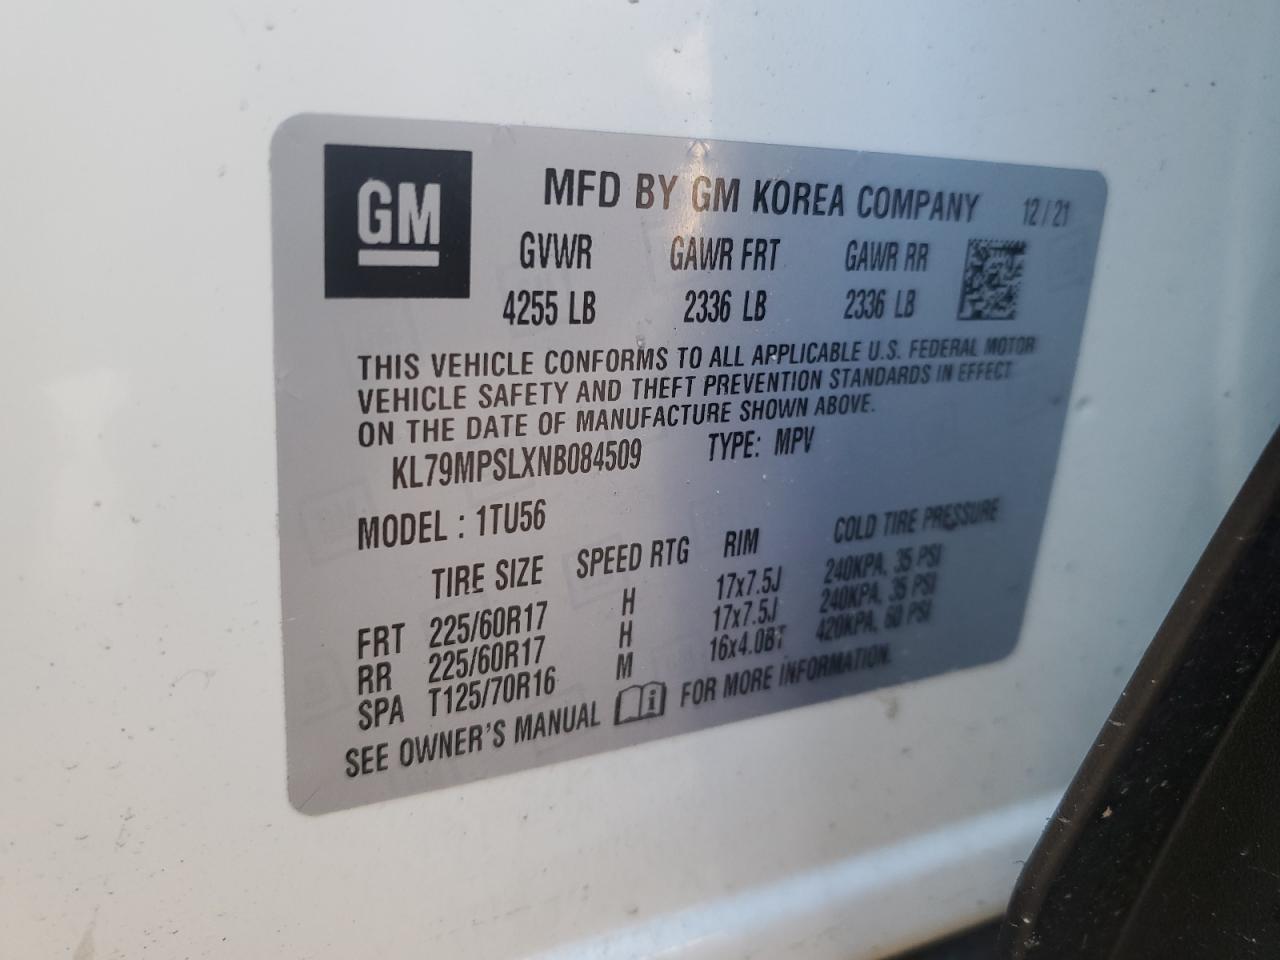 GM
MFD BY GM KOREA COMPANY 12/21
GVWR GAWR FRT GAWR RR
4255 LB 2336 LB 2336 LB
THIS VEHICLE CONFORMS TO ALL APPLICABLE U.S. FEDERAL MOTOR
VEHICLE SAFETY AND THEFT PREVENTION STANDARDS IN EFFECT
ON THE DATE OF MANUFACTURE SHOWN ABOVE.
KL79MPSLXNB084509 TYPE: MPV
MODEL : 1TU56
TIRE SIZE SPEED RTG RIM COLD TIRE PRESSURE
FRT 225/60R17 H 17x7.5J 240KPA, 35 PSI
RR 225/60R17 H 17x7.5J 240KPA, 35 PSI
SPA T125/70R16 M 16x4.0BT 420KPA, 60 PSI
SEE OWNER'S MANUAL FOR MORE INFORMATION.